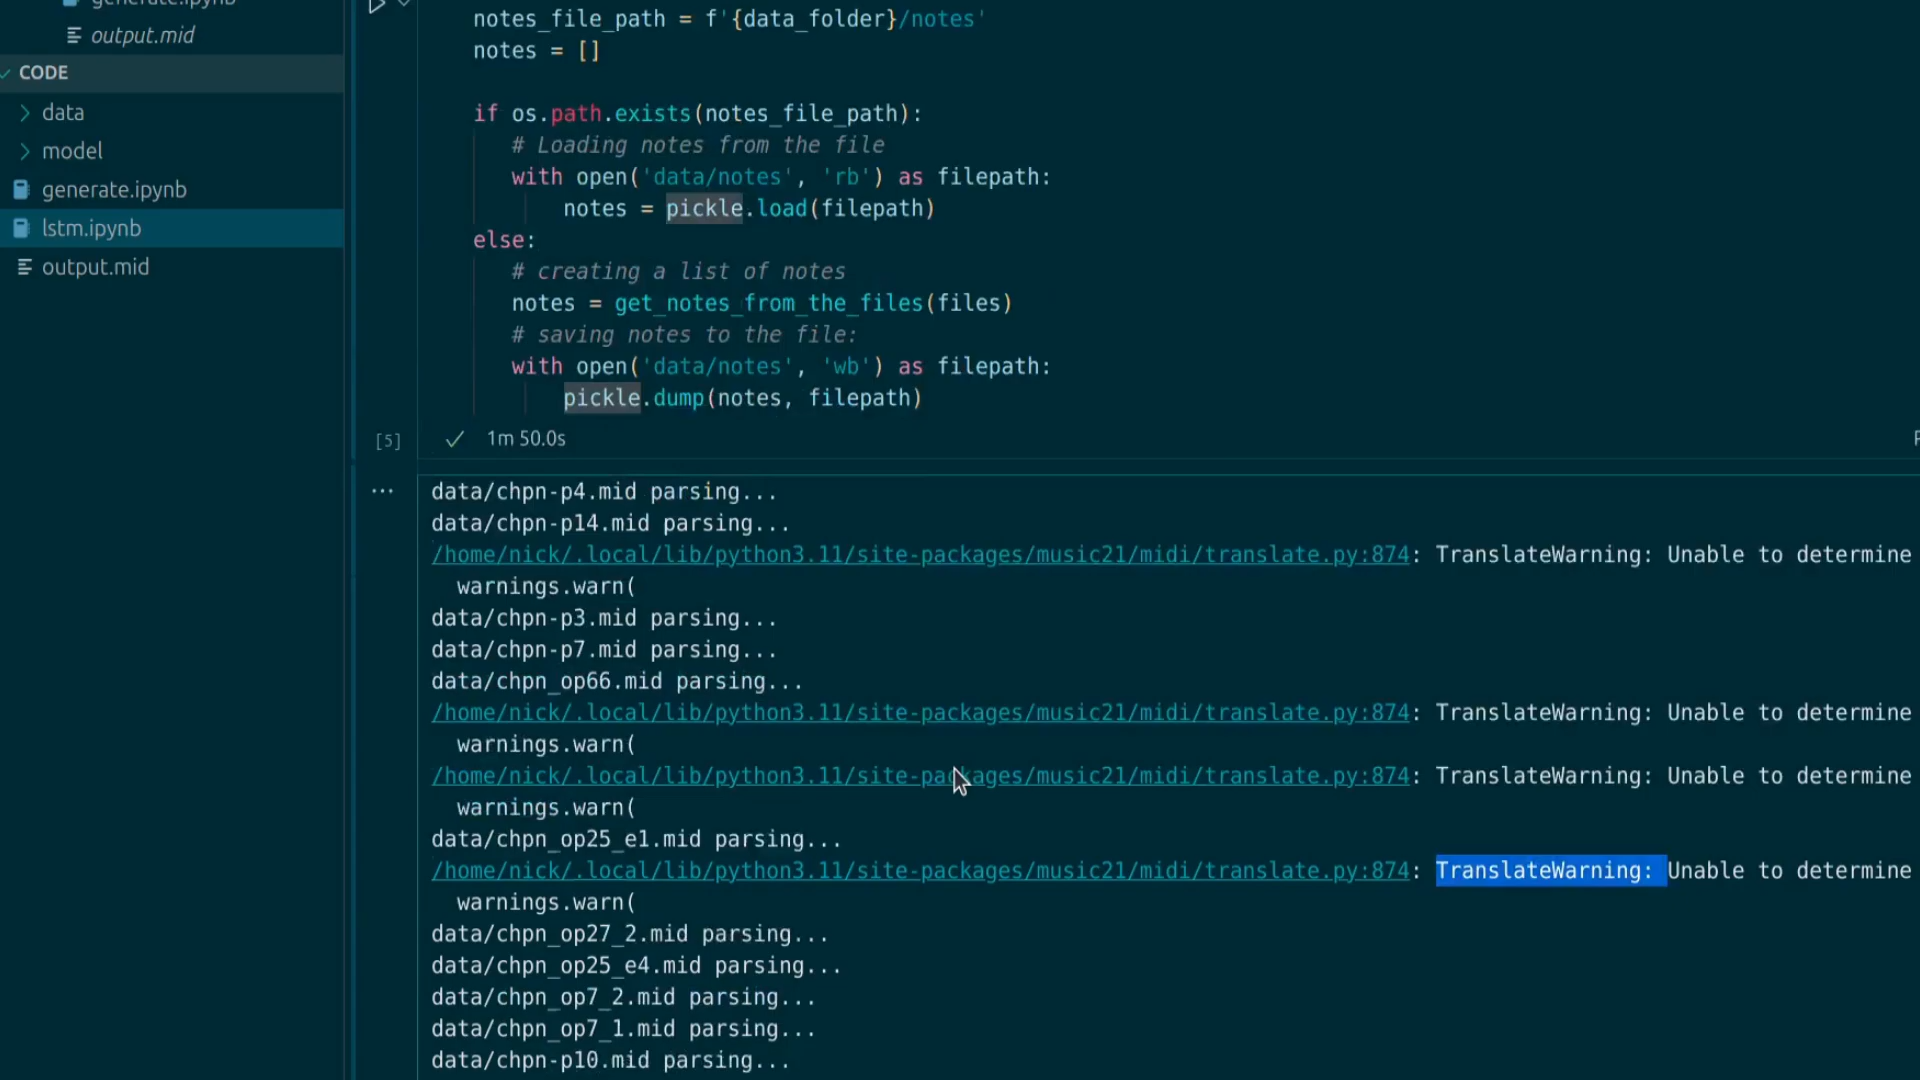 generate.ipynb
output.mid
CODE
data
model
generate.ipynb
lstm.ipynb
output.mid
notes_file_path = f'{data_folder}/notes'
notes = []
if os.path.exists(notes_file_path):
# Loading notes from the file
with open('data/notes', 'rb') as filepath:
notes = pickle.load(filepath)
else:
# creating a list of notes
notes = get_notes_from_the_files(files)
# saving notes to the file:
with open('data/notes', 'wb') as filepath:
pickle.dump(notes, filepath)
[5]
1m 50.0s
...
data/chpn-p4.mid parsing...
data/chpn-p14.mid parsing...
/home/nick/.local/lib/python3.11/site-packages/music21/midi/translate.py:874: TranslateWarning: Unable to determine
warnings.warn(
data/chpn-p3.mid parsing...
data/chpn-p7.mid parsing...
data/chpn_op66.mid parsing...
/home/nick/.local/lib/python3.11/site-packages/music21/midi/translate.py:874: TranslateWarning: Unable to determine
warnings.warn(
/home/nick/.local/lib/python3.11/site-packages/music21/midi/translate.py:874: TranslateWarning: Unable to determine
warnings.warn(
data/chpn_op25_e1.mid parsing...
/home/nick/.local/lib/python3.11/site-packages/music21/midi/translate.py:874: TranslateWarning: Unable to determine
warnings.warn(
data/chpn_op27_2.mid parsing...
data/chpn_op25_e4.mid parsing...
data/chpn_op7_2.mid parsing...
data/chpn_op7_1.mid parsing...
data/chpn-p10.mid parsing...